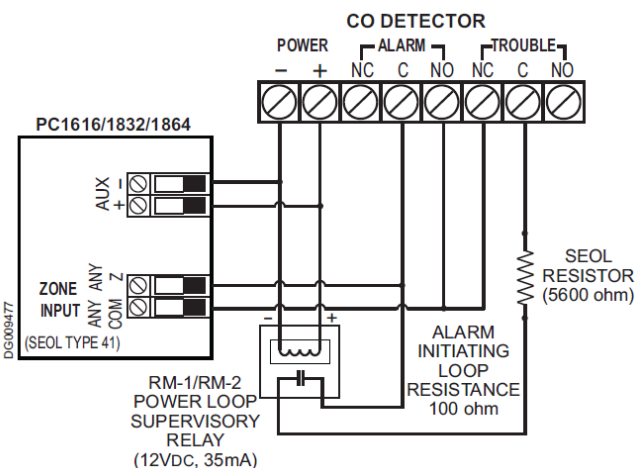 CO DETECTOR
POWER ALARM TROUBLE
− + NC C NO NC C NO
PC1616/1832/1864
AUX
−
+
ZONE
INPUT
ANY ANY
Z
COM
(SEOL TYPE 41)
DG009477
− +
SEOL
RESISTOR
(5600 ohm)
ALARM
INITIATING
LOOP
RESISTANCE
100 ohm
RM-1/RM-2
POWER LOOP
SUPERVISORY
RELAY
(12VDC, 35mA)